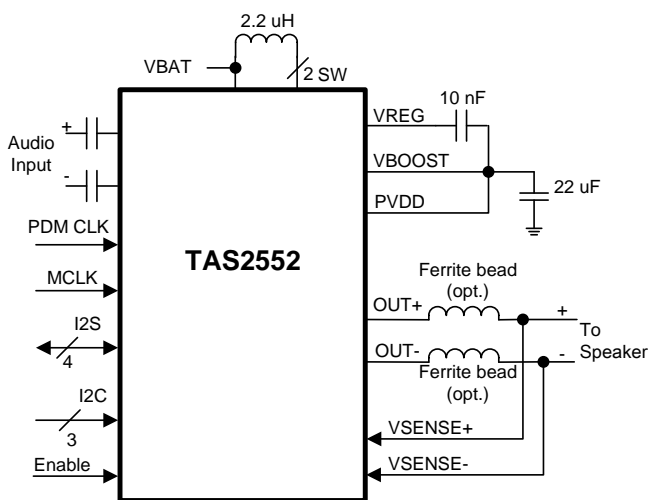 2.2 uH
VBAT
2 SW
10 nF
VREG
VBOOST
22 uF
PVDD
+
Audio
Input
-
PDM CLK
MCLK
I2S
4
I2C
3
Enable
TAS2552
Ferrite bead
(opt.)
OUT+
+
To
Speaker
OUT-
-
Ferrite bead
(opt.)
VSENSE+
VSENSE-